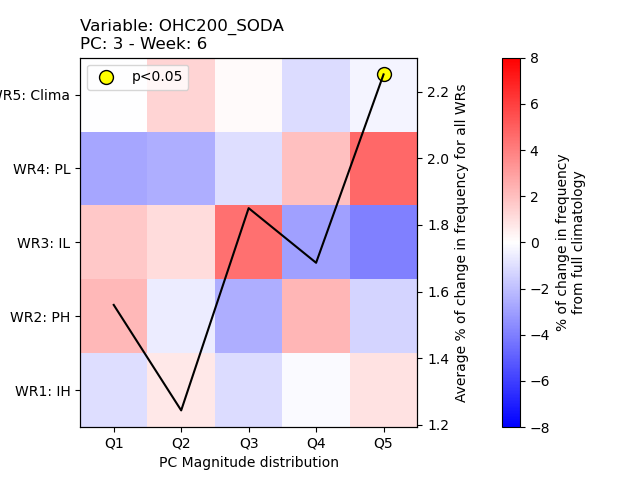 Variable: OHC200_SODA
PC: 3 - Week: 6
p<0.05
WR5: Clima
WR4: PL
WR3: IL
WR2: PH
WR1: IH
Q1 Q2 Q3 Q4 Q5
PC Magnitude distribution
2.2
2.0
1.8
1.6
1.4
1.2
Average % of change in frequency for all WRs
8
6
4
2
0
−2
−4
−6
−8
% of change in frequency
from full climatology